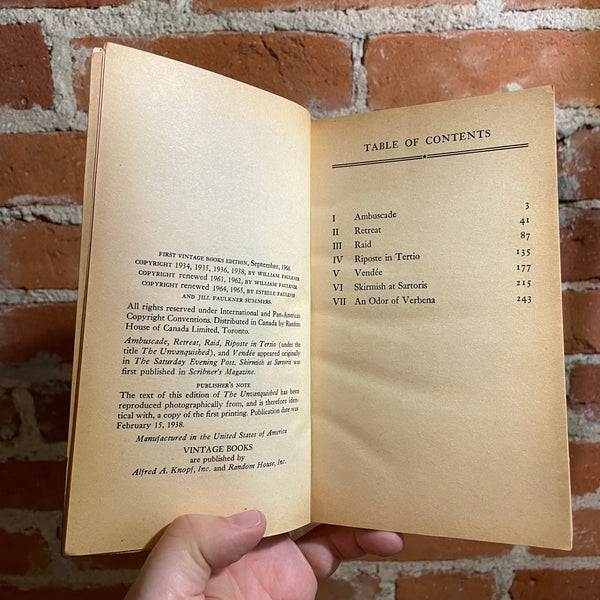 FIRST VINTAGE BOOKS EDITION, September, 1966
COPYRIGHT 1934, 1935, 1936, 1938, BY WILLIAM FAULKNER
COPYRIGHT renewed 1961, 1962, BY WILLIAM FAULKNER
COPYRIGHT renewed 1964, 1965, BY ESTELLE FAULKNER
AND JILL FAULKNER SUMMERS
All rights reserved under International and Pan-American
Copyright Conventions. Distributed in Canada by Random
House of Canada Limited, Toronto.
Ambuscade, Retreat, Raid, Riposte in Tertio (under the
title The Unvanquished), and Vendée appeared originally
in The Saturday Evening Post. Skirmish at Sartoris was
first published in Scribner's Magazine.
PUBLISHER'S NOTE
The text of this edition of The Unvanquished has been
reproduced photographically from, and is therefore iden-
tical with, a copy of the first printing. Publication date was
February 15, 1938.
Manufactured in the United States of America
VINTAGE BOOKS
are published by
Alfred A. Knopf, Inc. and Random House, Inc.
TABLE OF CONTENTS
I Ambuscade 3
II Retreat 41
III Raid 87
IV Riposte in Tertio 135
V Vendée 177
VI Skirmish at Sartoris 215
VII An Odor of Verbena 243